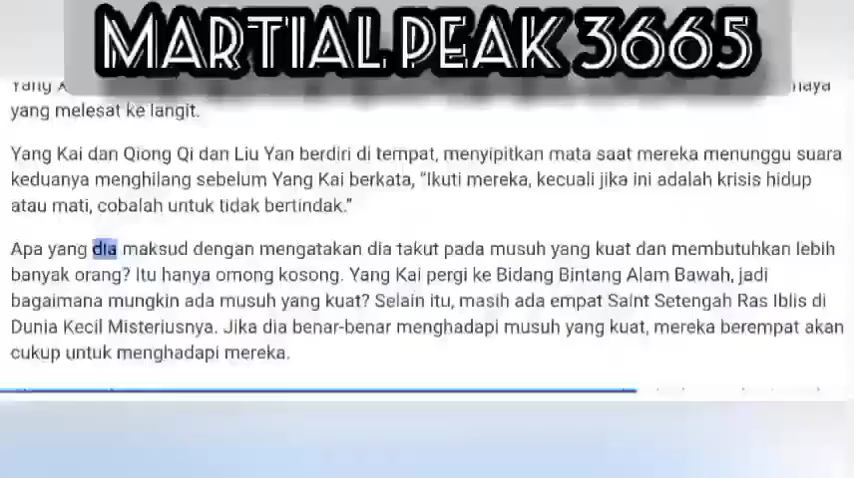 MARTIAL PEAK 3665
yang melesat ke langit.
Yang Kai dan Qiong Qi dan Liu Yan berdiri di tempat, menyipitkan mata saat mereka menunggu suara
keduanya menghilang sebelum Yang Kai berkata, "Ikuti mereka, kecuali jika ini adalah krisis hidup
atau mati, cobalah untuk tidak bertindak."
Apa yang dia maksud dengan mengatakan dia takut pada musuh yang kuat dan membutuhkan lebih
banyak orang? Itu hanya omong kosong. Yang Kai pergi ke Bidang Bintang Alam Bawah, jadi
bagaimana mungkin ada musuh yang kuat? Selain itu, masih ada empat Saint Setengah Ras Iblis di
Dunia Kecil Misteriusnya. Jika dia benar-benar menghadapi musuh yang kuat, mereka berempat akan
cukup untuk menghadapi mereka.